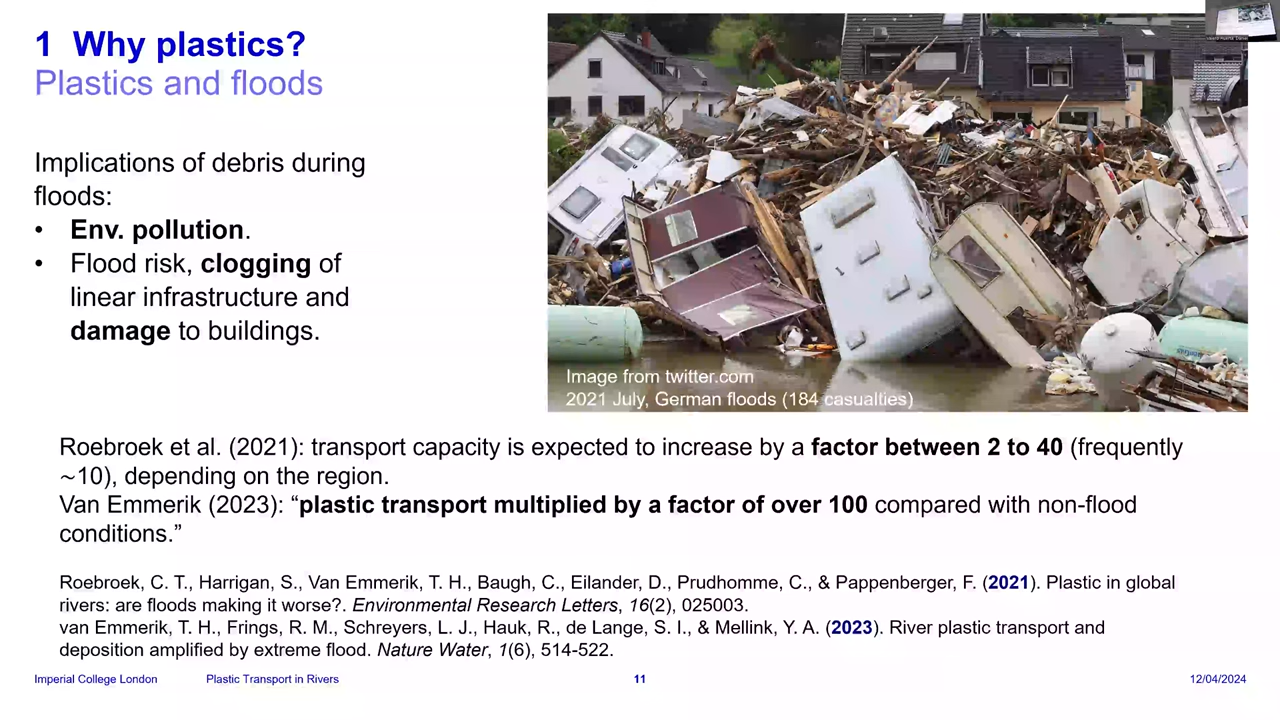 1 Why plastics?
Plastics and floods
Implications of debris during
floods:
• Env. pollution.
• Flood risk, clogging of
linear infrastructure and
damage to buildings.
Image from twitter.com
2021 July, German floods (184 casualties)
Roebroek et al. (2021): transport capacity is expected to increase by a factor between 2 to 40 (frequently
~10), depending on the region.
Van Emmerik (2023): “plastic transport multiplied by a factor of over 100 compared with non-flood
conditions.”
Roebroek, C. T., Harrigan, S., Van Emmerik, T. H., Baugh, C., Eilander, D., Prudhomme, C., & Pappenberger, F. (2021). Plastic in global
rivers: are floods making it worse?. Environmental Research Letters, 16(2), 025003.
van Emmerik, T. H., Frings, R. M., Schreyers, L. J., Hauk, R., de Lange, S. I., & Mellink, Y. A. (2023). River plastic transport and
deposition amplified by extreme flood. Nature Water, 1(6), 514-522.
Imperial College London Plastic Transport in Rivers 11 12/04/2024